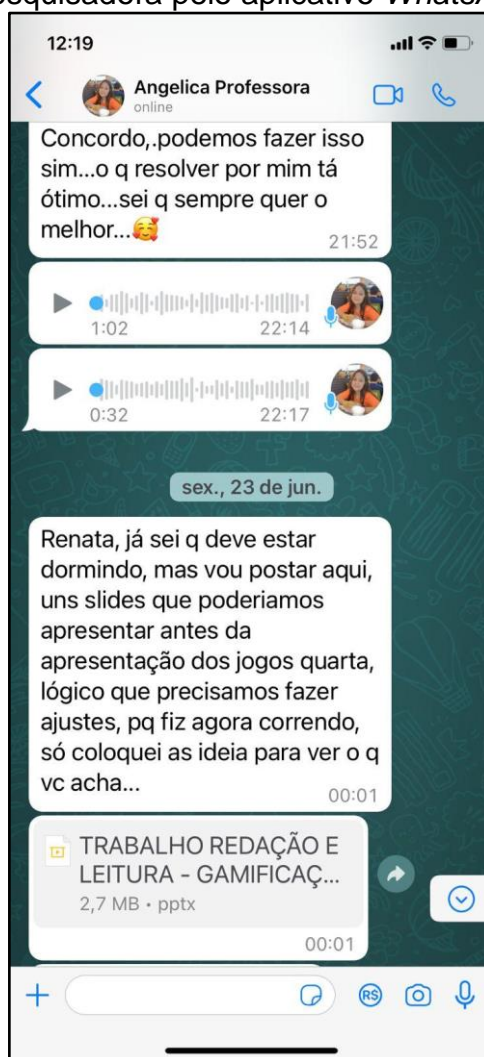 pelo aplicativo
12:19
Angelica Professora
online
Concordo,.podemos fazer isso
sim...o q resolver por mim tá
ótimo...sei q sempre quer o
melhor...🥰
21:52
1:02 22:14
0:32 22:17
sex., 23 de jun.
Renata, já sei q deve estar
dormindo, mas vou postar aqui,
uns slides que poderiamos
apresentar antes da
apresentação dos jogos quarta,
lógico que precisamos fazer
ajustes, pq fiz agora correndo,
só coloquei as ideia para ver o q
vc acha...
00:01
TRABALHO REDAÇÃO E
LEITURA - GAMIFICAÇ...
2,7 MB • pptx
00:01
R$